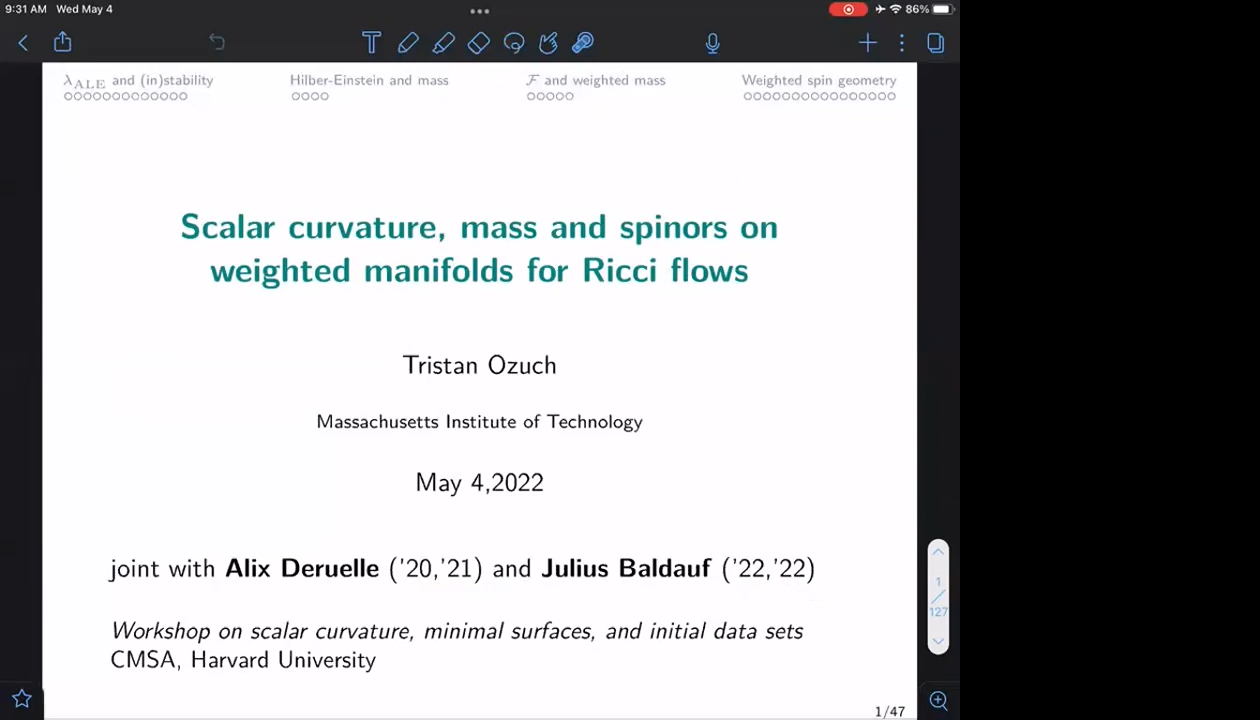 9:31 AM Wed May 4
86%
λALE and (in)stability
Hilber-Einstein and mass
ℱ and weighted mass
Weighted spin geometry
Scalar curvature, mass and spinors on
weighted manifolds for Ricci flows
Tristan Ozuch
Massachusetts Institute of Technology
May 4,2022
joint with Alix Deruelle ('20,'21) and Julius Baldauf ('22,'22)
Workshop on scalar curvature, minimal surfaces, and initial data sets
CMSA, Harvard University
1
/
127
1/47